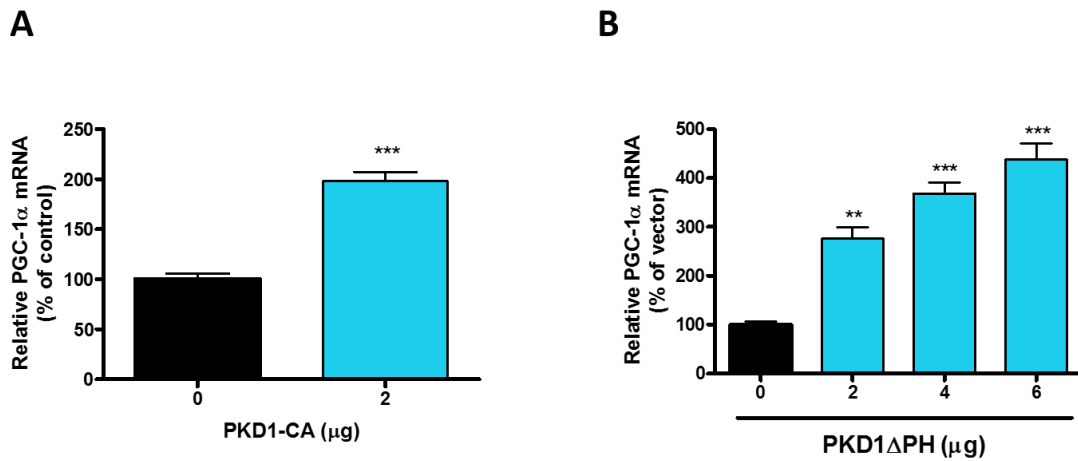 A
B
Relative PGC-1α mRNA
(% of control)
250
200
150
100
50
0
***
0
2
PKD1-CA (μg)
Relative PGC-1α mRNA
(% of vector)
500
400
300
200
100
0
**
***
***
0
2
4
6
PKD1ΔPH (μg)